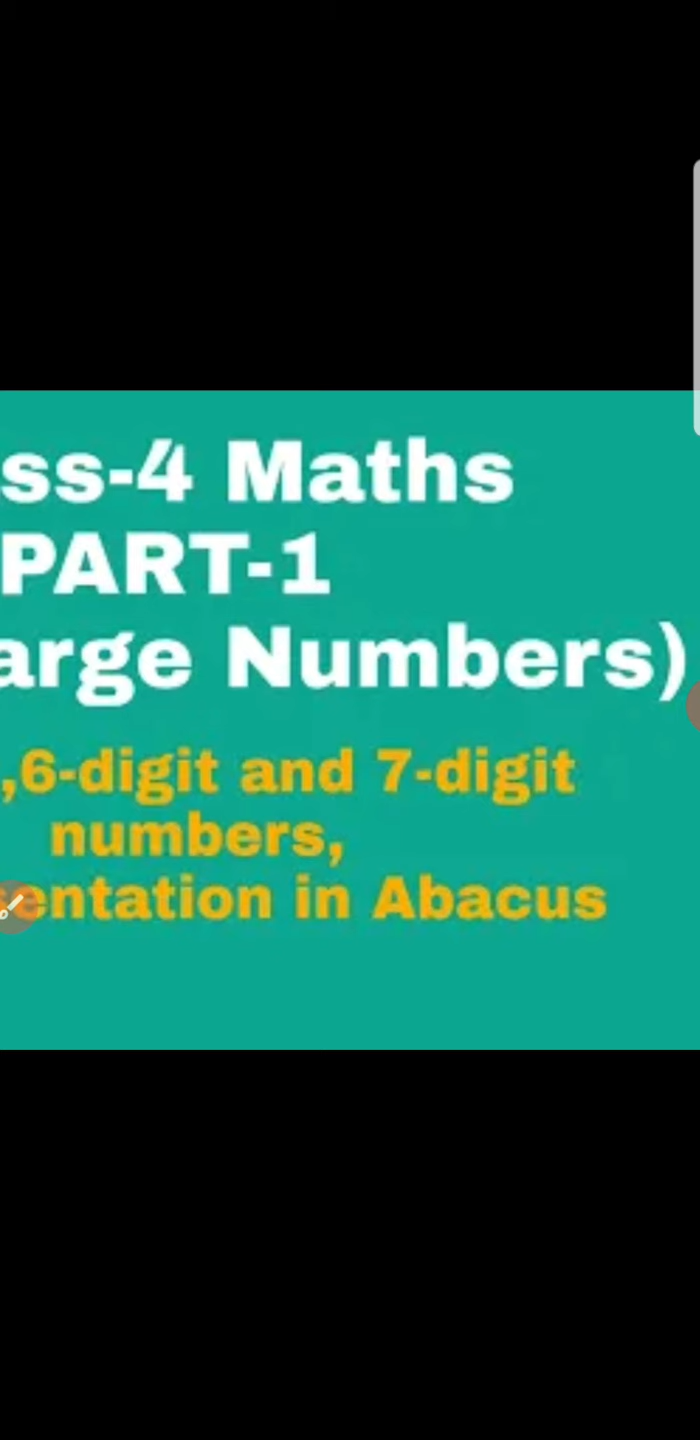 ss-4 Maths
PART-1
arge Numbers)
,6-digit and 7-digit
numbers,
entation in Abacus